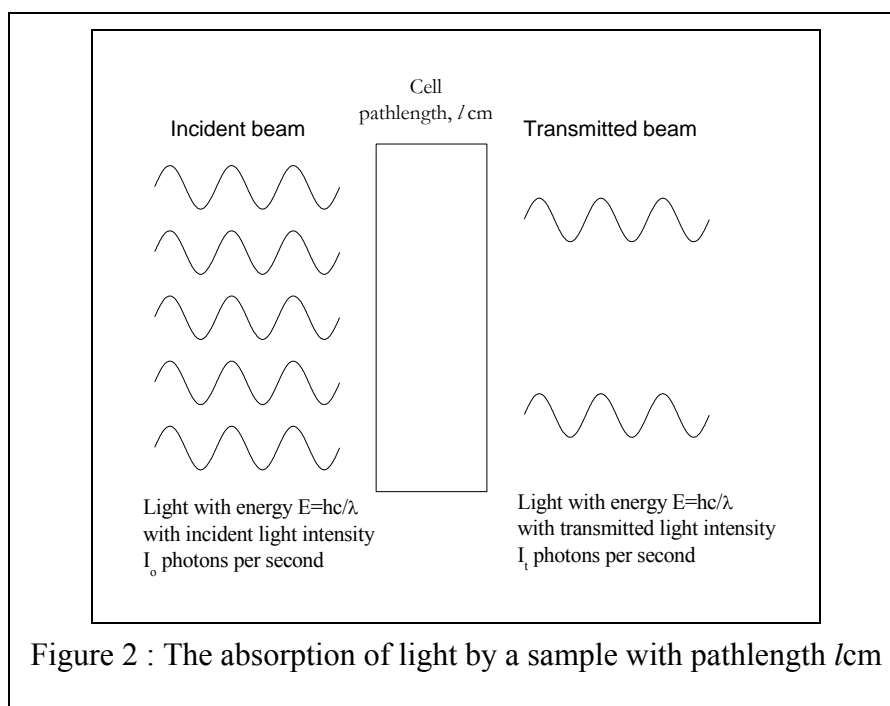 Cell
pathlength, l cm
Incident beam
Transmitted beam
Light with energy E=hc/λ
with incident light intensity
I₀ photons per second
Light with energy E=hc/λ
with transmitted light intensity
Iₜ photons per second
Figure 2 : The absorption of light by a sample with pathlength lcm